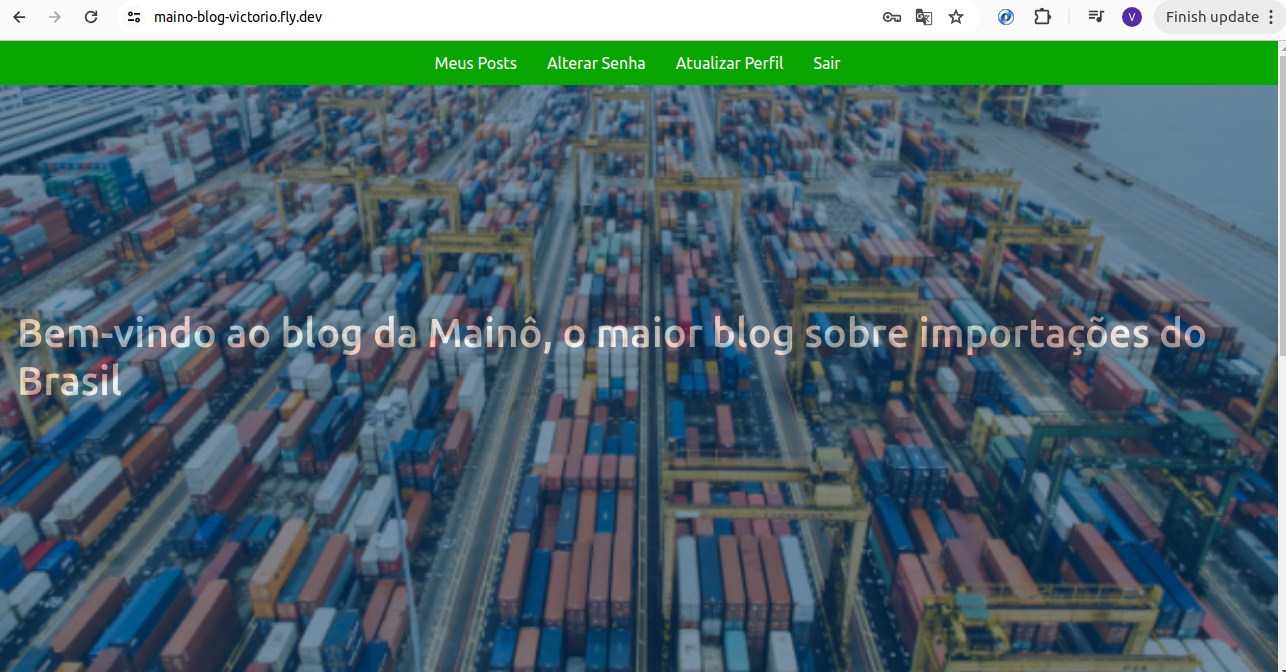 maino-blog-victorio.fly.dev
V
Finish update
Meus Posts Alterar Senha Atualizar Perfil Sair
Bem-vindo ao blog da Mainô, o maior blog sobre importações do
Brasil